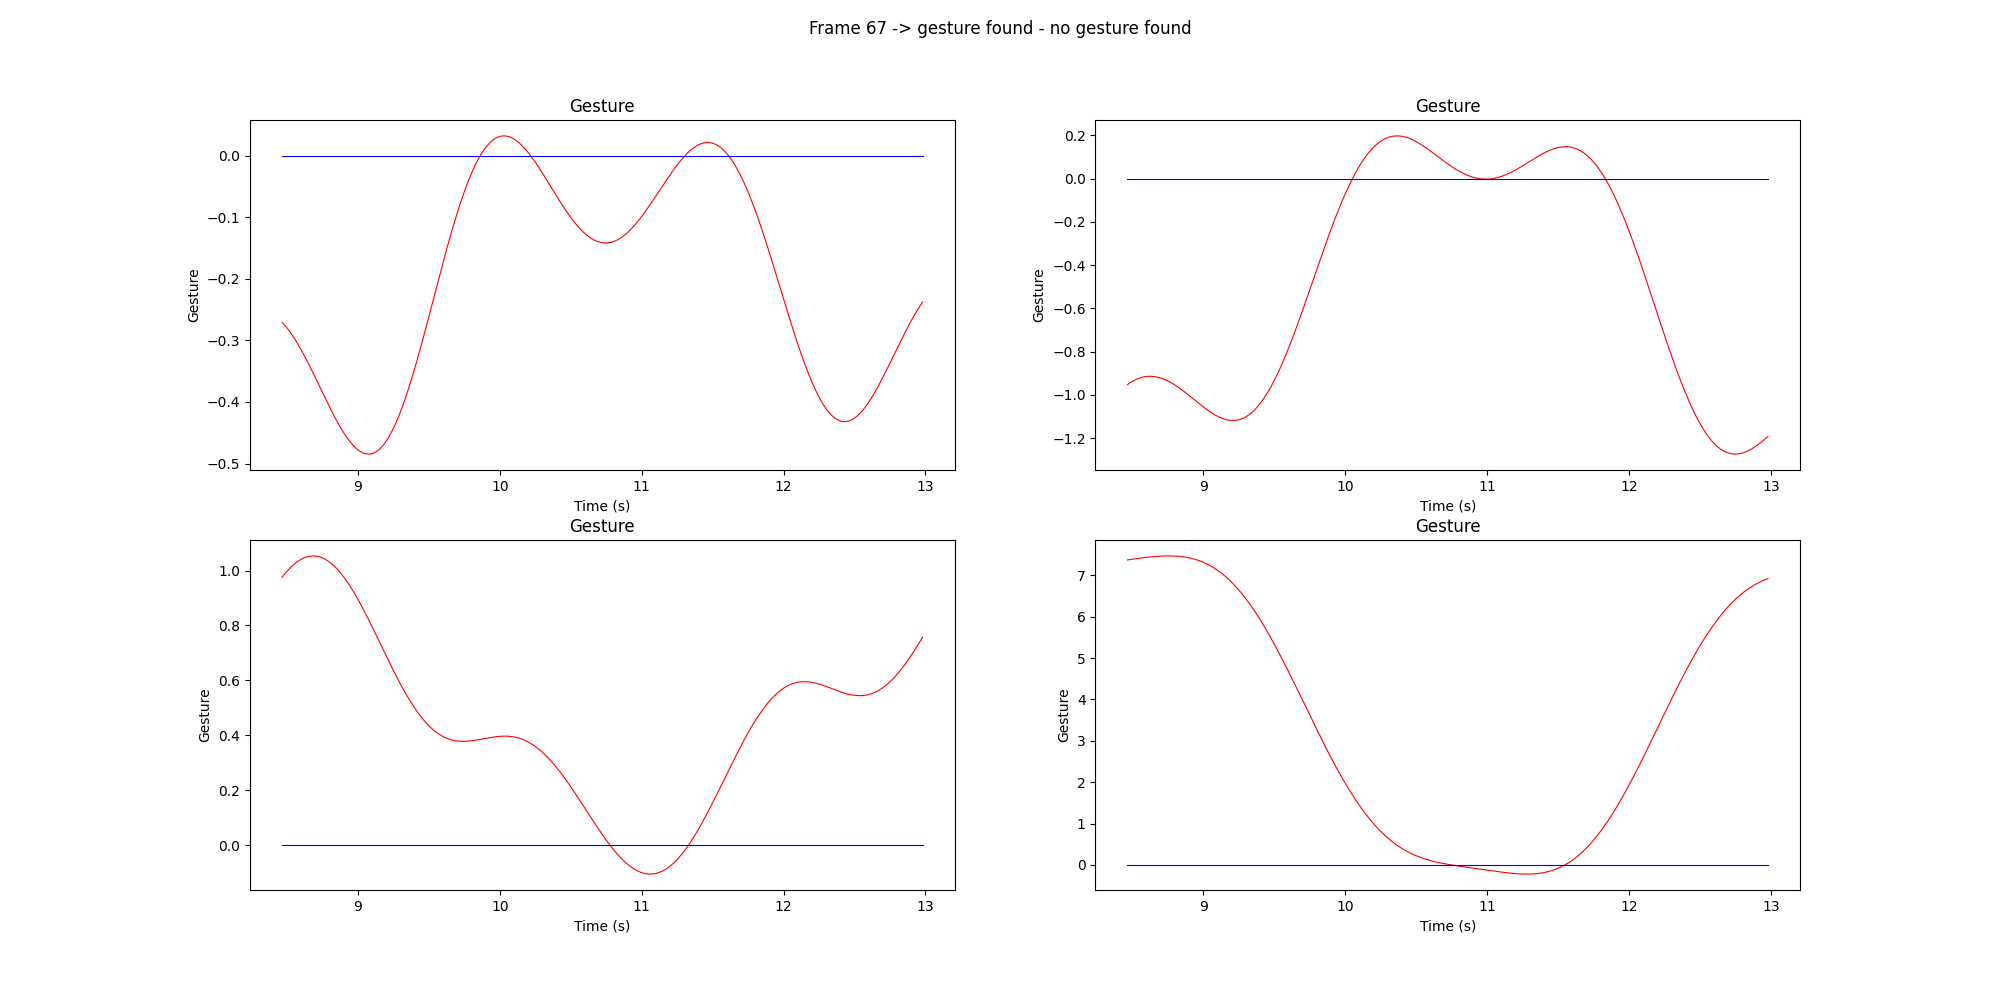 Frame 67 -> gesture found - no gesture found
Gesture
Gesture
0.0
−0.1
−0.2
−0.3
−0.4
−0.5
9 10 11 12 13
Time (s)
Gesture
Gesture
0.2
0.0
−0.2
−0.4
−0.6
−0.8
−1.0
−1.2
9 10 11 12 13
Time (s)
Gesture
Gesture
1.0
0.8
0.6
0.4
0.2
0.0
9 10 11 12 13
Time (s)
Gesture
Gesture
7
6
5
4
3
2
1
0
9 10 11 12 13
Time (s)